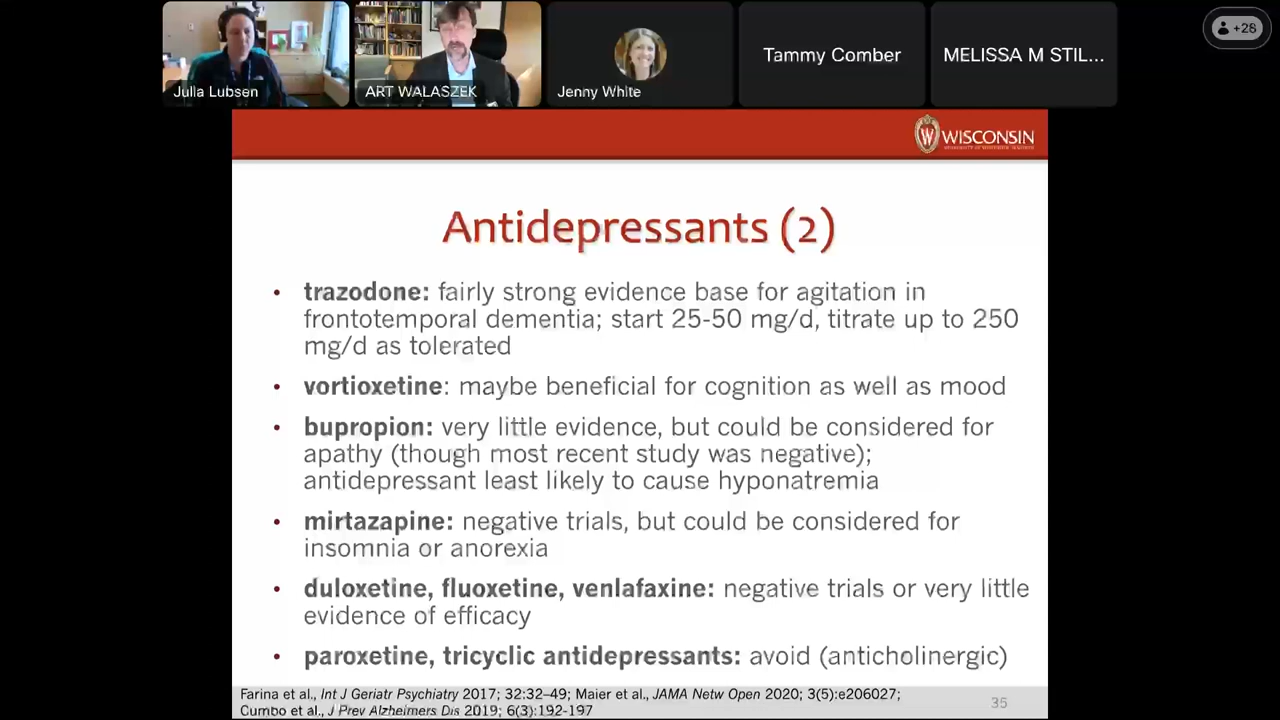 +28
Julia Lubsen
ART WALASZEK
Jenny White
Tammy Comber
MELISSA M STIL...
WISCONSIN
Antidepressants (2)
• trazodone: fairly strong evidence base for agitation in
frontotemporal dementia; start 25-50 mg/d, titrate up to 250
mg/d as tolerated
• vortioxetine: maybe beneficial for cognition as well as mood
• bupropion: very little evidence, but could be considered for
apathy (though most recent study was negative);
antidepressant least likely to cause hyponatremia
• mirtazapine: negative trials, but could be considered for
insomnia or anorexia
• duloxetine, fluoxetine, venlafaxine: negative trials or very little
evidence of efficacy
• paroxetine, tricyclic antidepressants: avoid (anticholinergic)
Farina et al., Int J Geriatr Psychiatry 2017; 32:32–49; Maier et al., JAMA Netw Open 2020; 3(5):e206027;
Cumbo et al., J Prev Alzheimers Dis 2019; 6(3):192-197
35